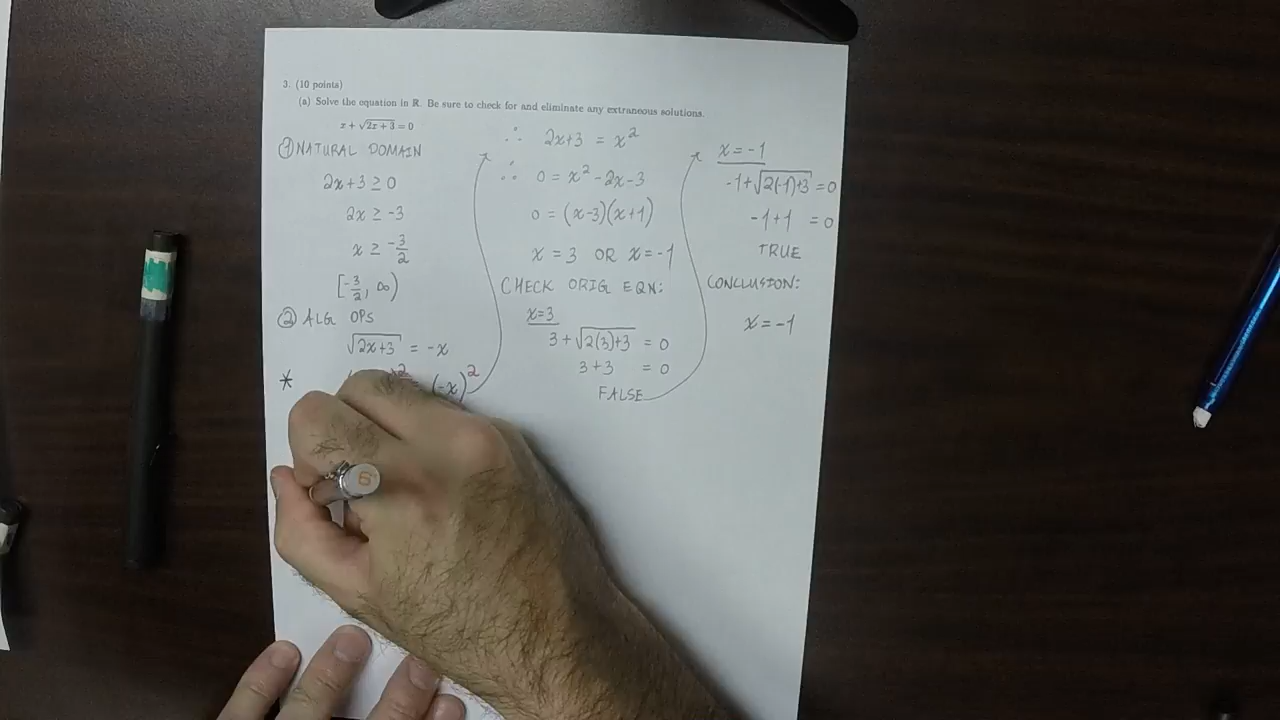 3. (10 points)
(a) Solve the equation in R. Be sure to check for and eliminate any extraneous solutions.
x + √(2x + 3) = 0
① NATURAL DOMAIN
2x+3 ≥ 0
2x ≥ -3
x ≥ -3/2
[-3/2, ∞)
② ALG OPS
√(2x+3) = -x
* 2 (-x)²
∴ 2x+3 = x²
∴ 0 = x² - 2x - 3
0 = (x-3)(x+1)
x = 3 OR x = -1
CHECK ORIG EQN:
x=3
3 + √(2(3)+3) = 0
3+3 = 0
FALSE
x = -1
-1+√(2(-1)+3) = 0
-1+1 = 0
TRUE
CONCLUSION:
x = -1
6